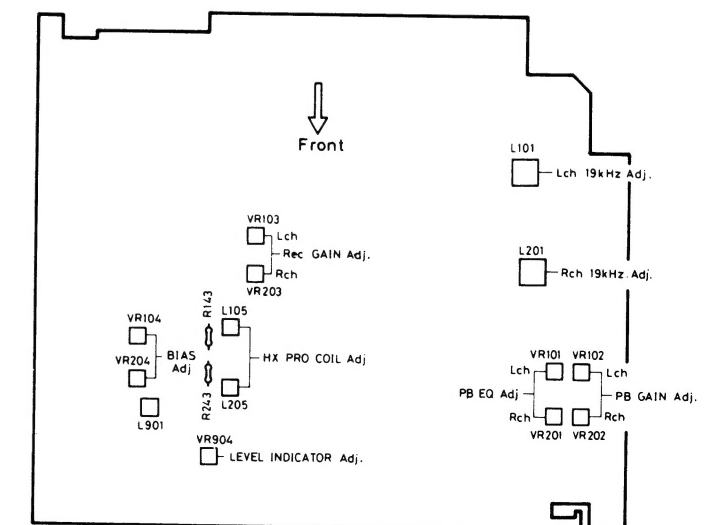 Front
L101
Lch 19kHz Adj.
VR103
Lch
Rec GAIN Adj.
Rch
VR203
L201
Rch 19kHz Adj.
R143
L105
VR104
BIAS
Adj
VR204
HX PRO COIL Adj
R243
L205
L901
VR101 VR102
Lch Lch
PB EQ Adj PB GAIN Adj.
Rch Rch
VR201 VR202
VR904
LEVEL INDICATOR Adj.